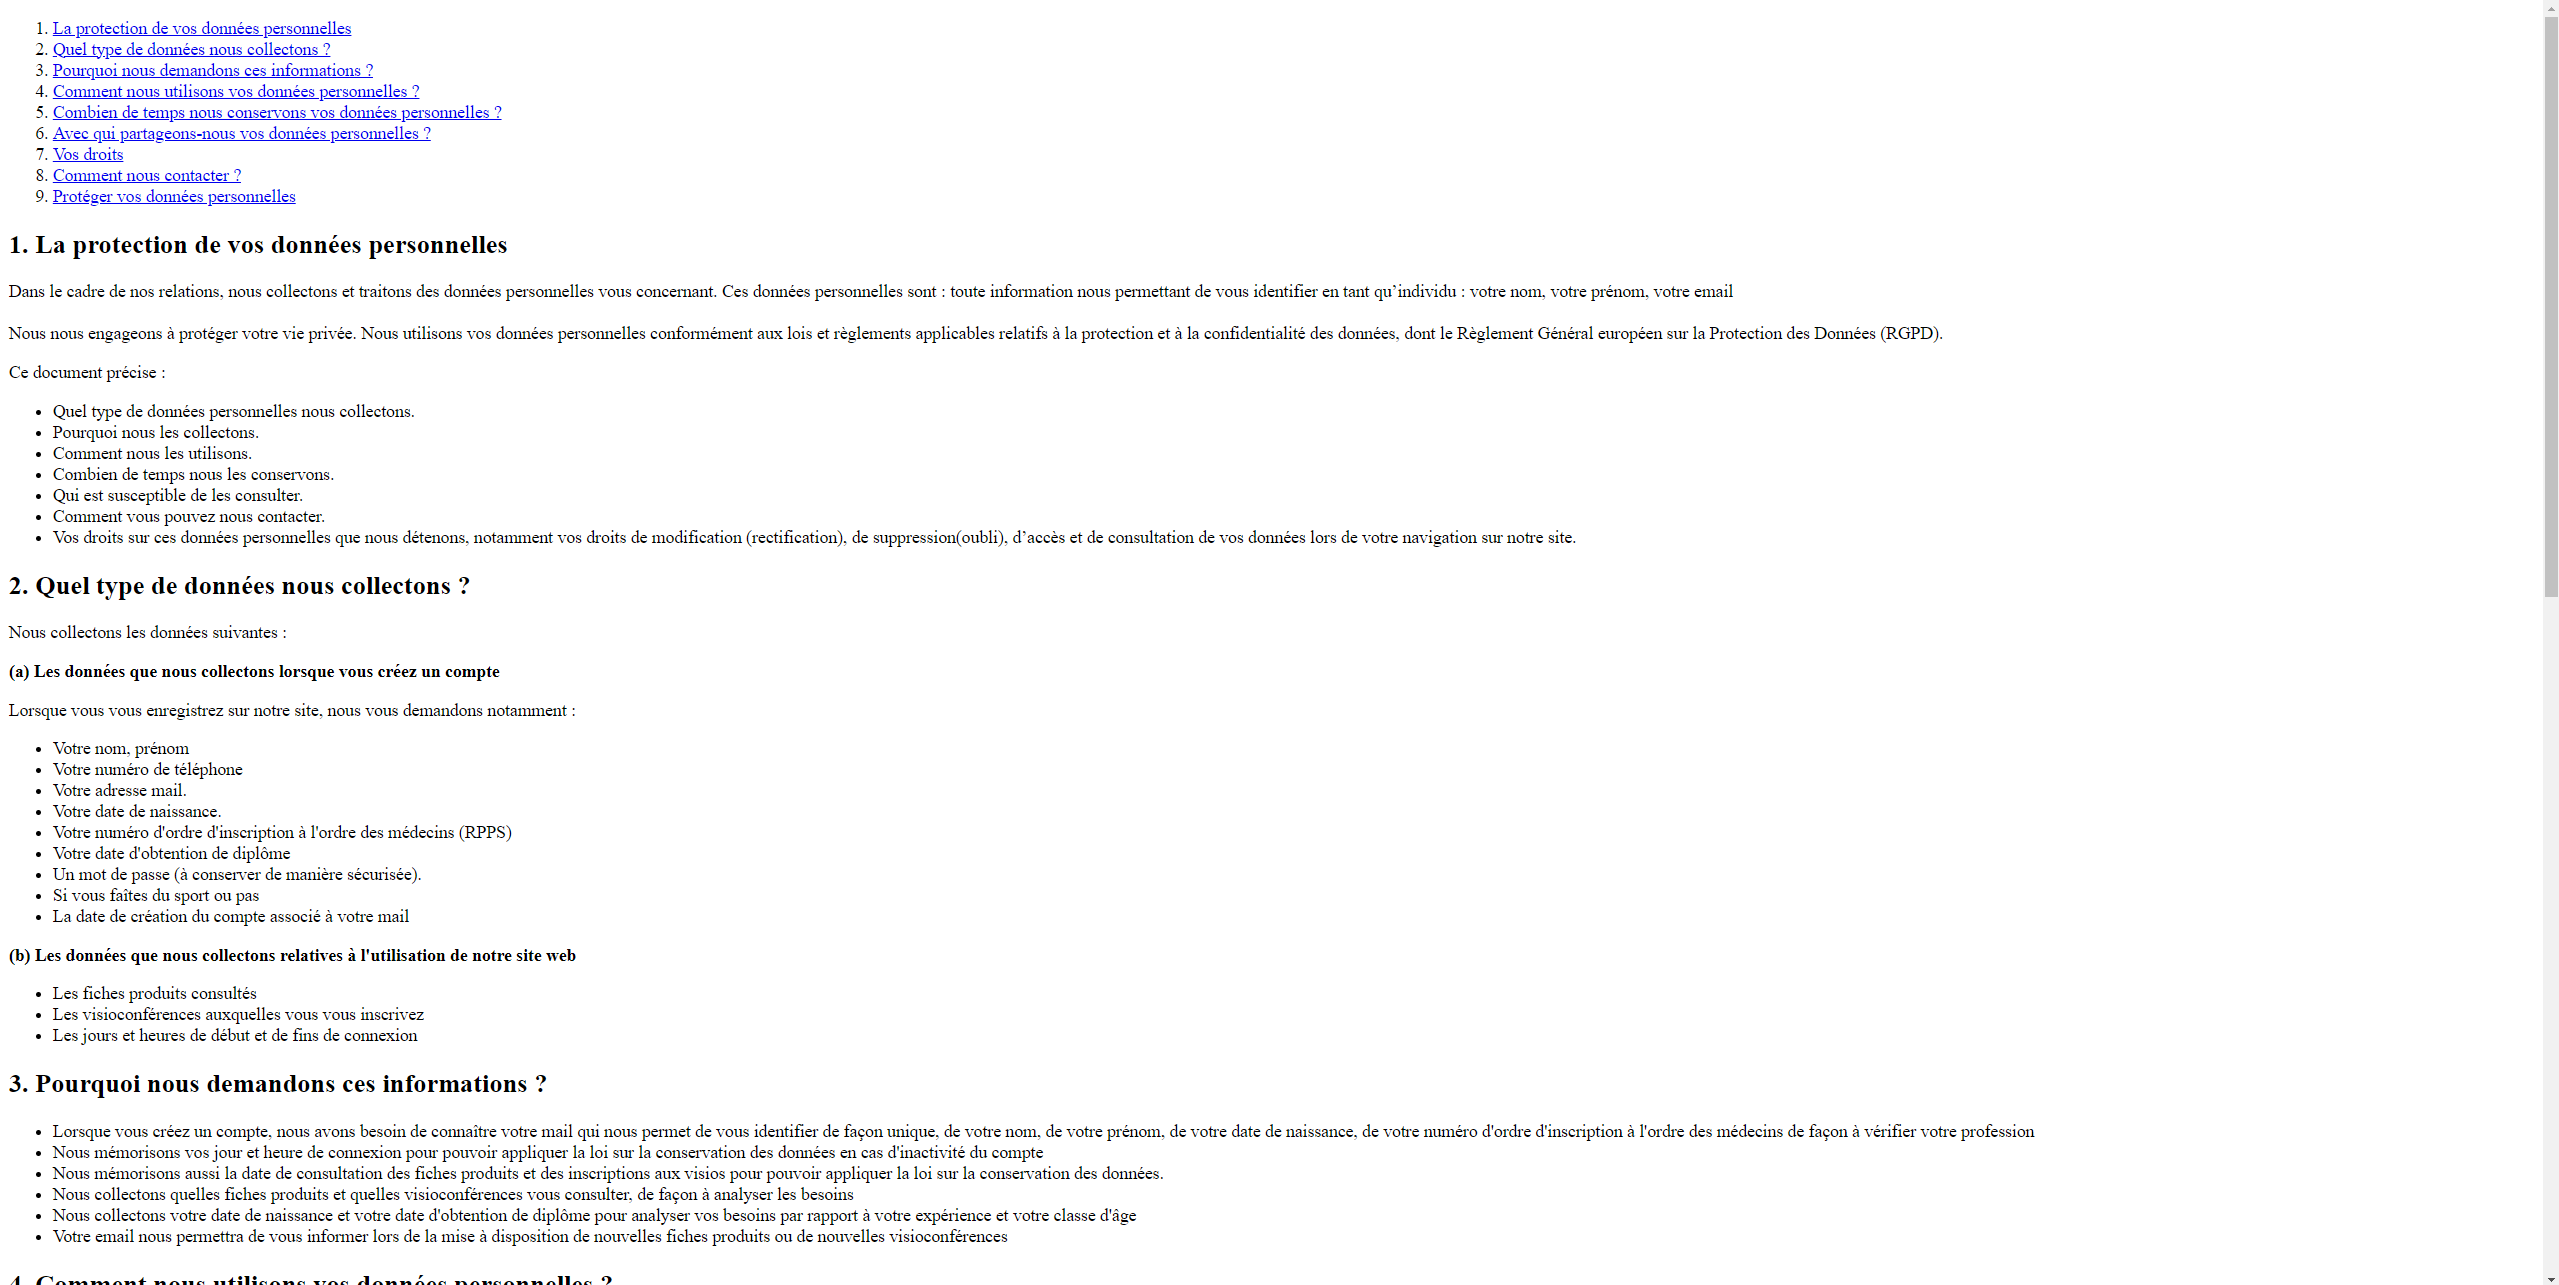 1. La protection de vos données personnelles
2. Quel type de données nous collectons ?
3. Pourquoi nous demandons ces informations ?
4. Comment nous utilisons vos données personnelles ?
5. Combien de temps nous conservons vos données personnelles ?
6. Avec qui partageons-nous vos données personnelles ?
7. Vos droits
8. Comment nous contacter ?
9. Protéger vos données personnelles
1. La protection de vos données personnelles
Dans le cadre de nos relations, nous collectons et traitons des données personnelles vous concernant. Ces données personnelles sont : toute information nous permettant de vous identifier en tant qu’individu : votre nom, votre prénom, votre email
Nous nous engageons à protéger votre vie privée. Nous utilisons vos données personnelles conformément aux lois et règlements applicables relatifs à la protection et à la confidentialité des données, dont le Règlement Général européen sur la Protection des Données (RGPD).
Ce document précise :
• Quel type de données personnelles nous collectons.
• Pourquoi nous les collectons.
• Comment nous les utilisons.
• Combien de temps nous les conservons.
• Qui est susceptible de les consulter.
• Comment vous pouvez nous contacter.
• Vos droits sur ces données personnelles que nous détenons, notamment vos droits de modification (rectification), de suppression(oubli), d’accès et de consultation de vos données lors de votre navigation sur notre site.
2. Quel type de données nous collectons ?
Nous collectons les données suivantes :
(a) Les données que nous collectons lorsque vous créez un compte
Lorsque vous vous enregistrez sur notre site, nous vous demandons notamment :
• Votre nom, prénom
• Votre numéro de téléphone
• Votre adresse mail.
• Votre date de naissance.
• Votre numéro d'ordre d'inscription à l'ordre des médecins (RPPS)
• Votre date d'obtention de diplôme
• Un mot de passe (à conserver de manière sécurisée).
• Si vous faîtes du sport ou pas
• La date de création du compte associé à votre mail
(b) Les données que nous collectons relatives à l'utilisation de notre site web
• Les fiches produits consultés
• Les visioconférences auxquelles vous vous inscrivez
• Les jours et heures de début et de fins de connexion
3. Pourquoi nous demandons ces informations ?
• Lorsque vous créez un compte, nous avons besoin de connaître votre mail qui nous permet de vous identifier de façon unique, de votre nom, de votre prénom, de votre date de naissance, de votre numéro d'ordre d'inscription à l'ordre des médecins de façon à vérifier votre profession
• Nous mémorisons vos jour et heure de connexion pour pouvoir appliquer la loi sur la conservation des données en cas d'inactivité du compte
• Nous mémorisons aussi la date de consultation des fiches produits et des inscriptions aux visios pour pouvoir appliquer la loi sur la conservation des données.
• Nous collectons quelles fiches produits et quelles visioconférences vous consulter, de façon à analyser les besoins
• Nous collectons votre date de naissance et votre date d'obtention de diplôme pour analyser vos besoins par rapport à votre expérience et votre classe d'âge
• Votre email nous permettra de vous informer lors de la mise à disposition de nouvelles fiches produits ou de nouvelles visioconférences
4. Comment nous utilisons vos données personnelles ?